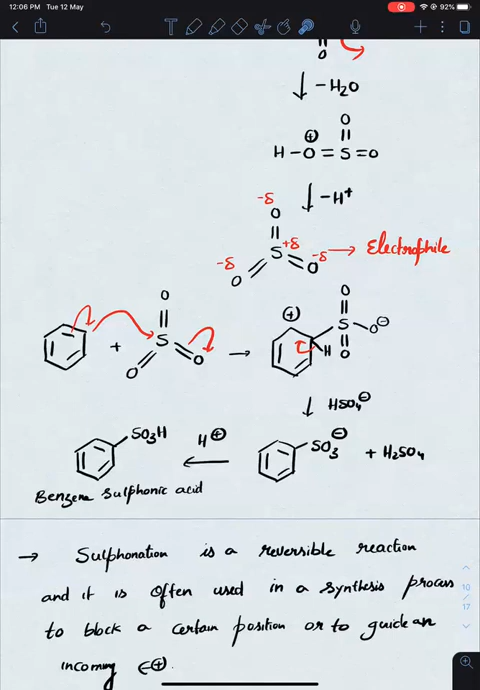 12:06 PM Tue 12 May
92%
T
O
-H2O
O
⊕ ||
H-O=S=O
-H⊕
-δ
O
|| +δ
S -δ
-δ O → Electrophile
O
O
S
+
O
O
→
⊕
O
S-O⊖
H
O
HSO4⊖
SO3H
H⊕
SO3⊖
+ H2SO4
Benzene Sulphonic acid
→ Sulphonation is a reversible reaction
and it is often used in a synthesis process
to block a certain position or to guide an
incoming E⊕.
10
/
17